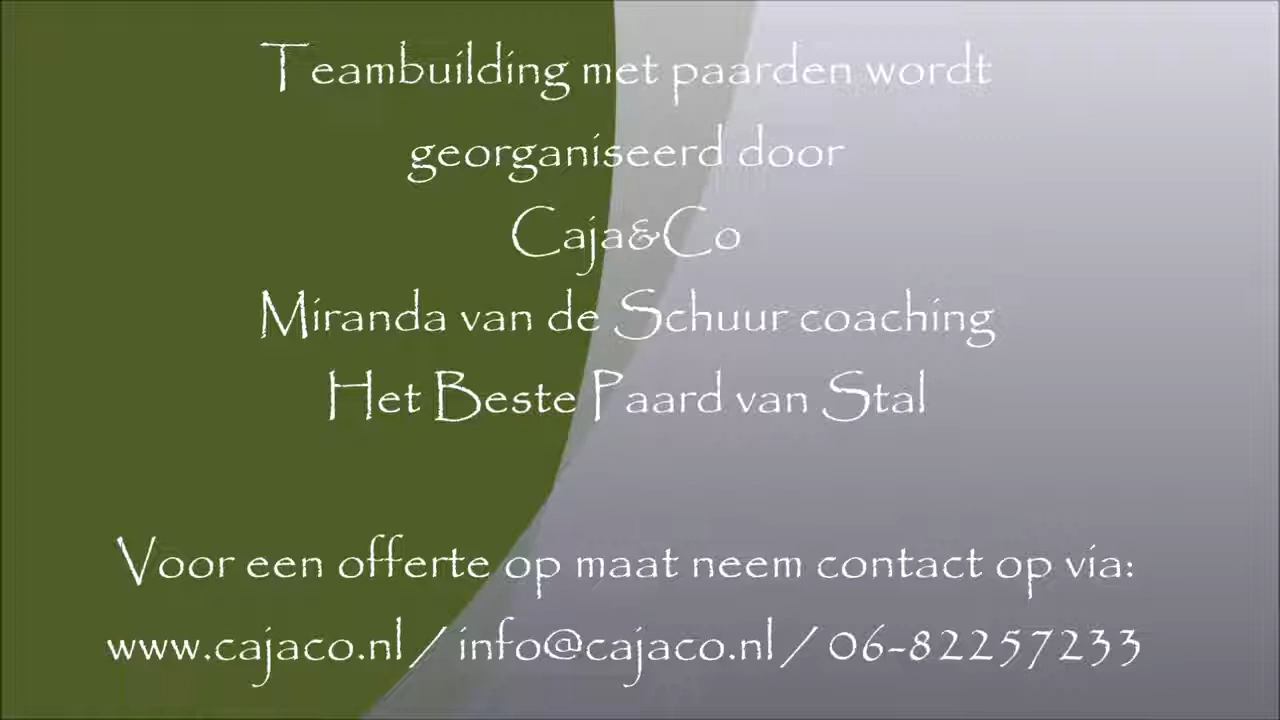 Teambuilding met paarden wordt
georganiseerd door
Caja&Co
Miranda van de Schuur coaching
Het Beste Paard van Stal
Voor een offerte op maat neem contact op via:
www.cajaco.nl / info@cajaco.nl / 06-82257233